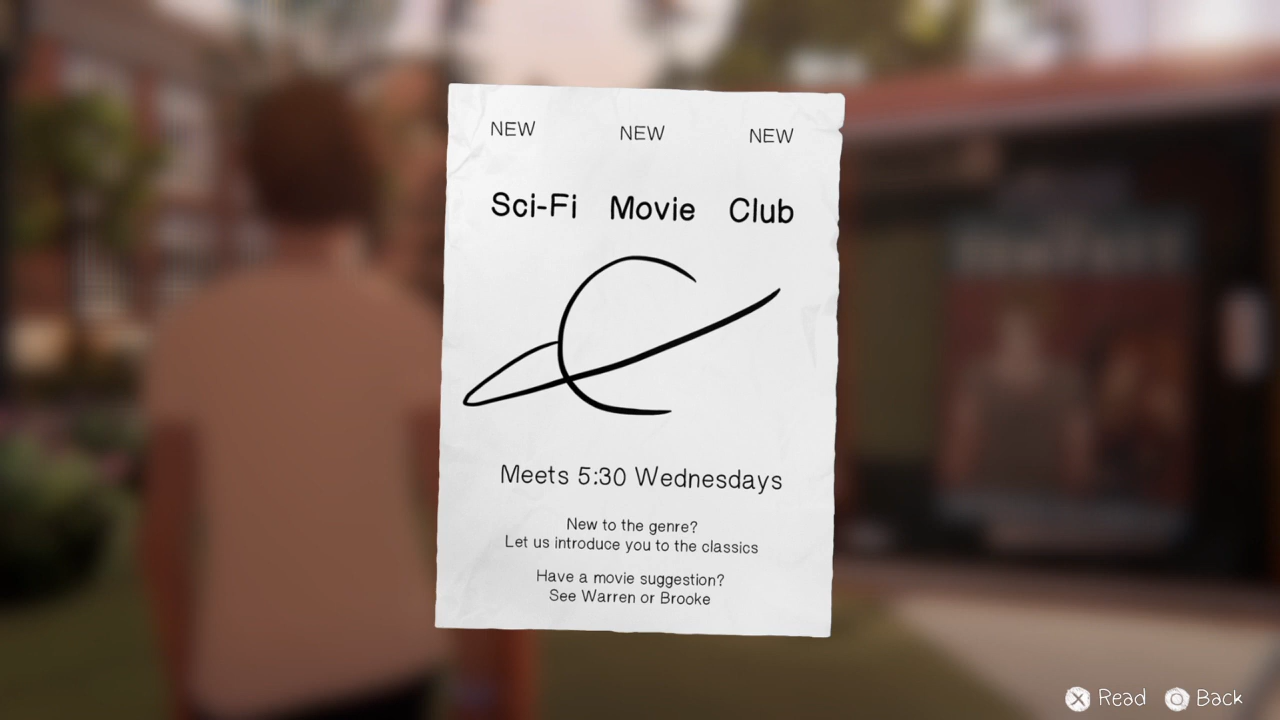 NEW NEW NEW
Sci-Fi Movie Club
Meets 5:30 Wednesdays
New to the genre?
Let us introduce you to the classics
Have a movie suggestion?
See Warren or Brooke
Read Back